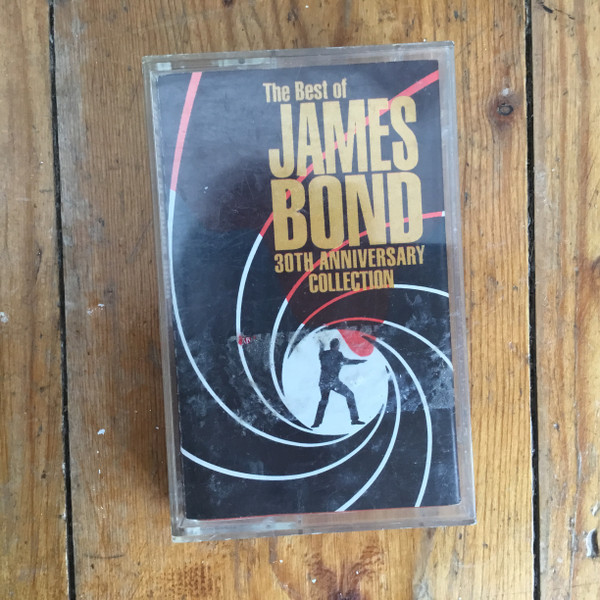 The Best of
JAMES
BOND
30TH ANNIVERSARY
COLLECTION